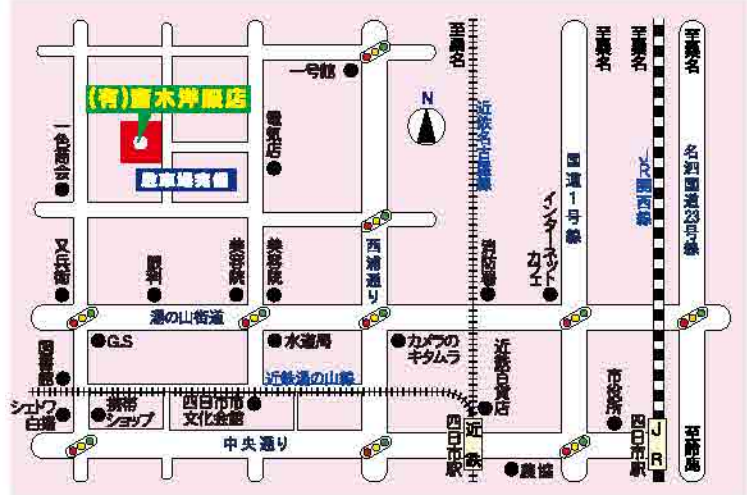 一号館
至桑名
至桑名
至桑名
至桑名
(有)齋木洋服店
N
一色商会
電気店
近鉄名古屋線
国道1号線
JR関西線
名四国道23号線
駐車場完備
インターネット
カフェ
又兵衛
眼科
美容院
美容院
西浦通り
消防署
湯の山街道
G.S
水道局
カメラの
キタムラ
図書館
近鉄湯の山線
近鉄百貨店
市役所
シェトワ
白揚
携帯
ショップ
四日市市
文化会館
中央通り
四日市駅
近鉄
農協
四日市駅
JR
至鈴鹿